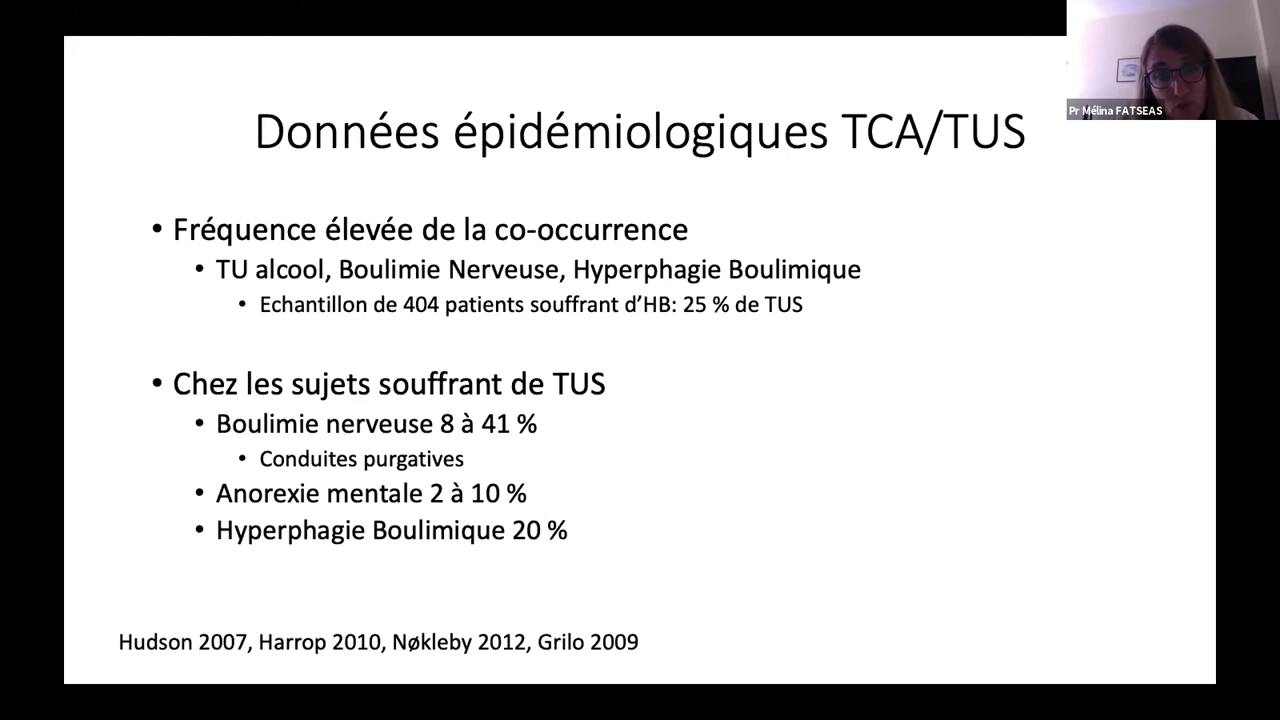 Pr Mélina FATSEAS
Données épidémiologiques TCA/TUS
• Fréquence élevée de la co-occurrence
• TU alcool, Boulimie Nerveuse, Hyperphagie Boulimique
• Echantillon de 404 patients souffrant d’HB: 25 % de TUS
• Chez les sujets souffrant de TUS
• Boulimie nerveuse 8 à 41 %
• Conduites purgatives
• Anorexie mentale 2 à 10 %
• Hyperphagie Boulimique 20 %
Hudson 2007, Harrop 2010, Nøkleby 2012, Grilo 2009